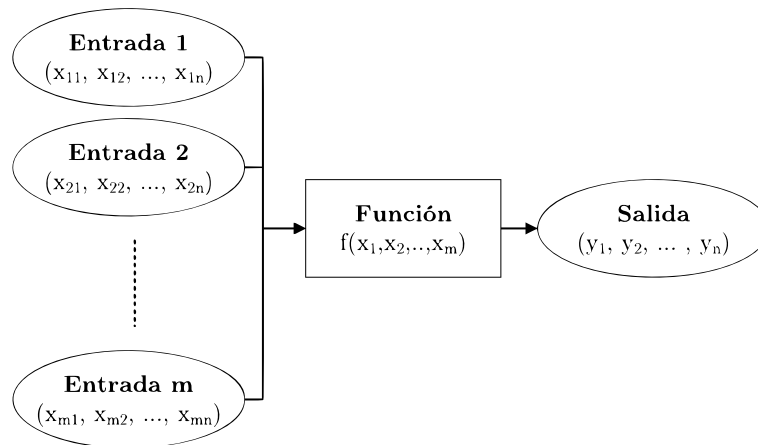 Entrada 1
(x₁₁, x₁₂, ..., x₁ₙ)
Entrada 2
(x₂₁, x₂₂, ..., x₂ₙ)
Entrada m
(xₘ₁, xₘ₂, ..., xₘₙ)
Función
f(x₁,x₂,..,xₘ)
Salida
(y₁, y₂, ... , yₙ)